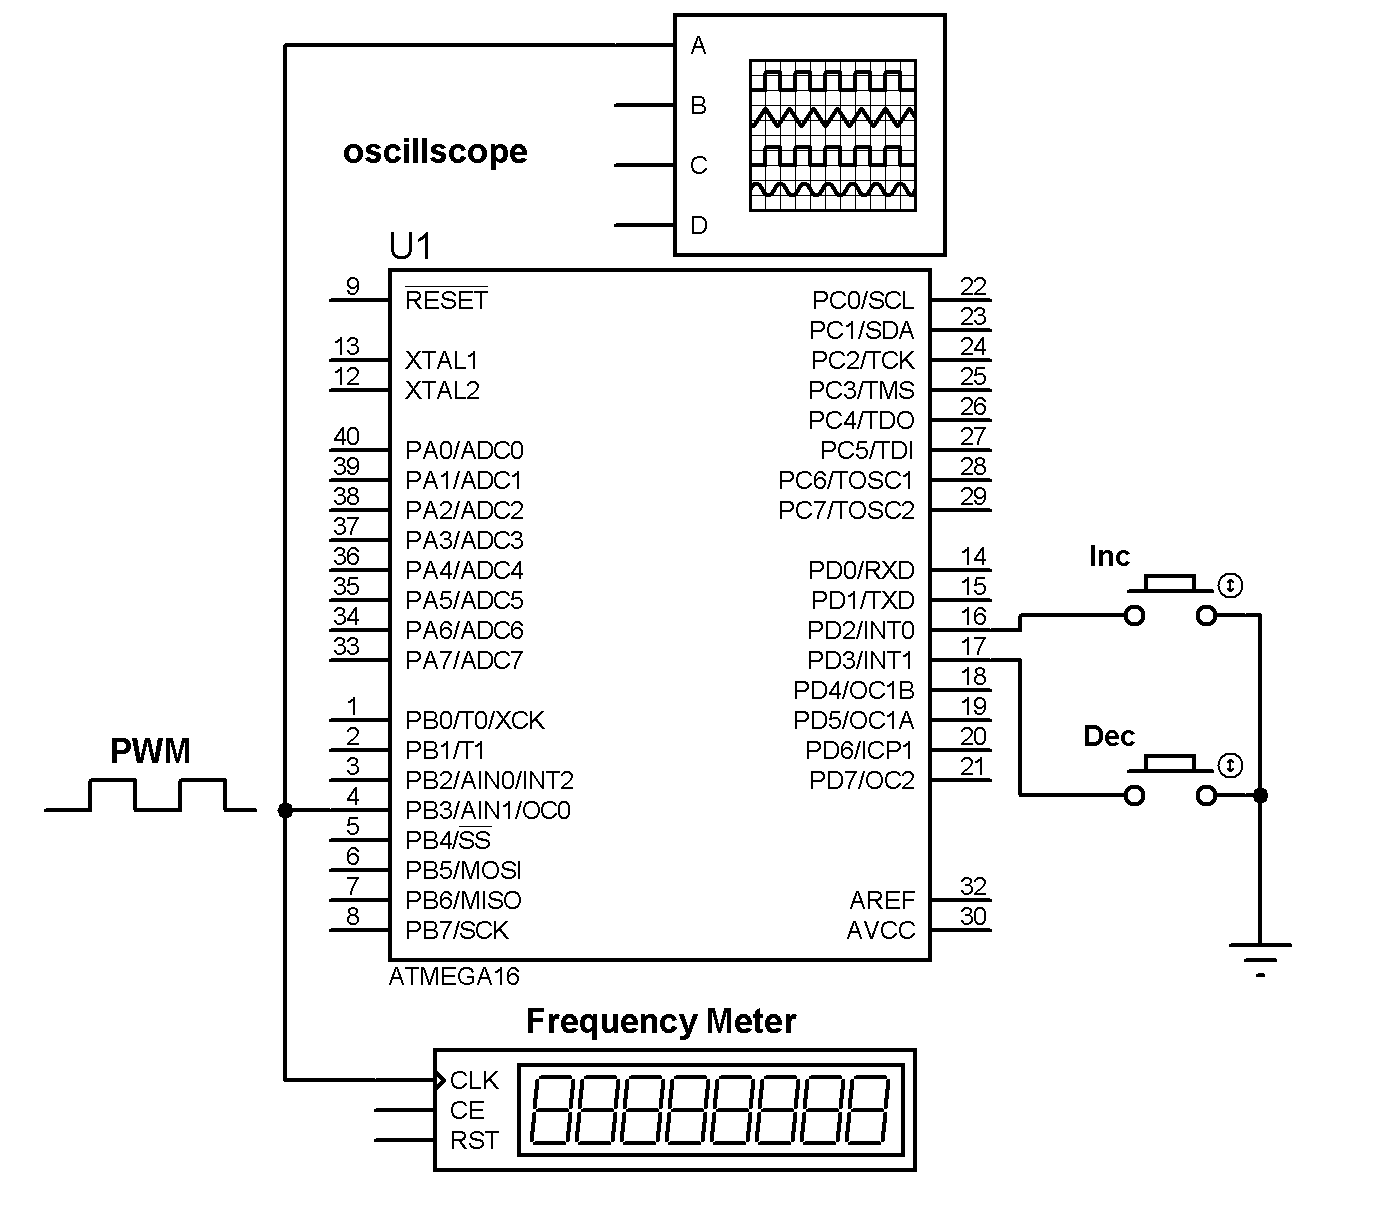 A
B
oscillscope
C
D
U1
9 RESET
PC0/SCL 22
PC1/SDA 23
13 XTAL1
PC2/TCK 24
12 XTAL2
PC3/TMS 25
PC4/TDO 26
40 PA0/ADC0
PC5/TDI 27
39 PA1/ADC1
PC6/TOSC1 28
38 PA2/ADC2
PC7/TOSC2 29
37 PA3/ADC3
36 PA4/ADC4
PD0/RXD 14
35 PA5/ADC5
PD1/TXD 15
34 PA6/ADC6
PD2/INT0 16
33 PA7/ADC7
PD3/INT1 17
PD4/OC1B 18
1 PB0/T0/XCK
PD5/OC1A 19
2 PB1/T1
PD6/ICP1 20
3 PB2/AIN0/INT2
PD7/OC2 21
4 PB3/AIN1/OC0
5 PB4/SS
6 PB5/MOSI
7 PB6/MISO
AREF 32
8 PB7/SCK
AVCC 30
ATMEGA16
Inc
Dec
PWM
Frequency Meter
CLK
CE
RST